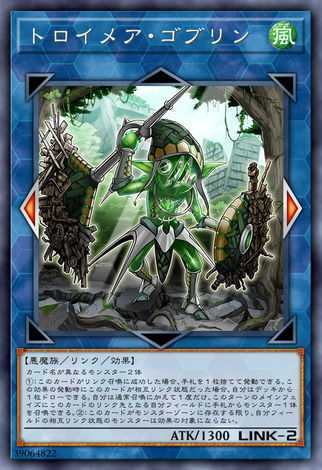 トロイメア・ゴブリン
風
【悪魔族／リンク／効果】
カード名が異なるモンスター２体
①：このカードがリンク召喚に成功した場合、手札を１枚捨てて発動できる。こ
の効果の発動時にこのカードが相互リンク状態だった場合、自分はデッキから
１枚ドローできる。自分は通常召喚に加えて１度だけ、このターンのメインフェ
イズにこのカードのリンク先となる自分フィールドに手札からモンスター１体
を召喚できる。②：このカードがモンスターゾーンに存在する限り、自分フィール
ドの相互リンク状態のモンスターは効果の対象にならない。
ATK/1300 LINK-2
39064822